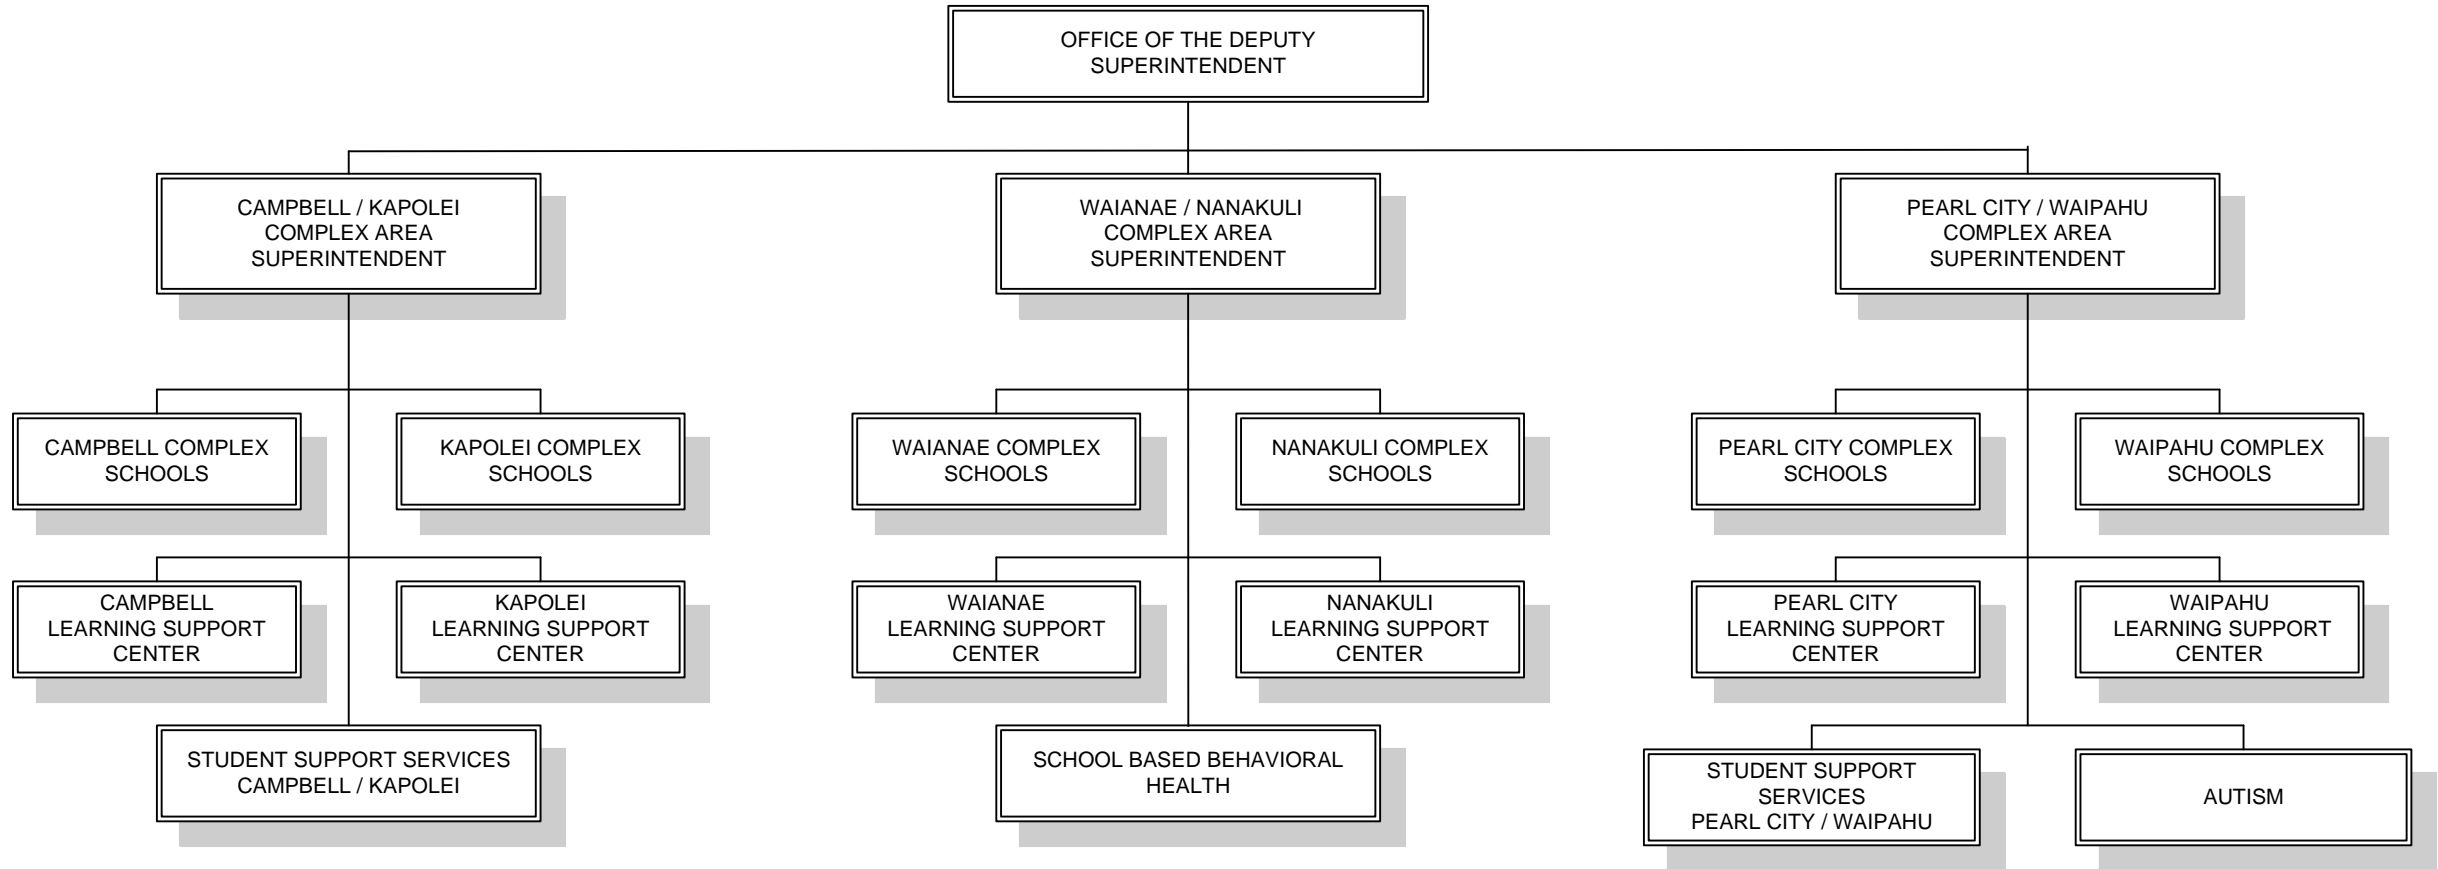 OFFICE OF THE DEPUTY
SUPERINTENDENT
CAMPBELL / KAPOLEI
COMPLEX AREA
SUPERINTENDENT
WAIANAE / NANAKULI
COMPLEX AREA
SUPERINTENDENT
PEARL CITY / WAIPAHU
COMPLEX AREA
SUPERINTENDENT
CAMPBELL COMPLEX
SCHOOLS
KAPOLEI COMPLEX
SCHOOLS
WAIANAE COMPLEX
SCHOOLS
NANAKULI COMPLEX
SCHOOLS
PEARL CITY COMPLEX
SCHOOLS
WAIPAHU COMPLEX
SCHOOLS
CAMPBELL
LEARNING SUPPORT
CENTER
KAPOLEI
LEARNING SUPPORT
CENTER
WAIANAE
LEARNING SUPPORT
CENTER
NANAKULI
LEARNING SUPPORT
CENTER
PEARL CITY
LEARNING SUPPORT
CENTER
WAIPAHU
LEARNING SUPPORT
CENTER
STUDENT SUPPORT SERVICES
CAMPBELL / KAPOLEI
SCHOOL BASED BEHAVIORAL
HEALTH
STUDENT SUPPORT
SERVICES
PEARL CITY / WAIPAHU
AUTISM